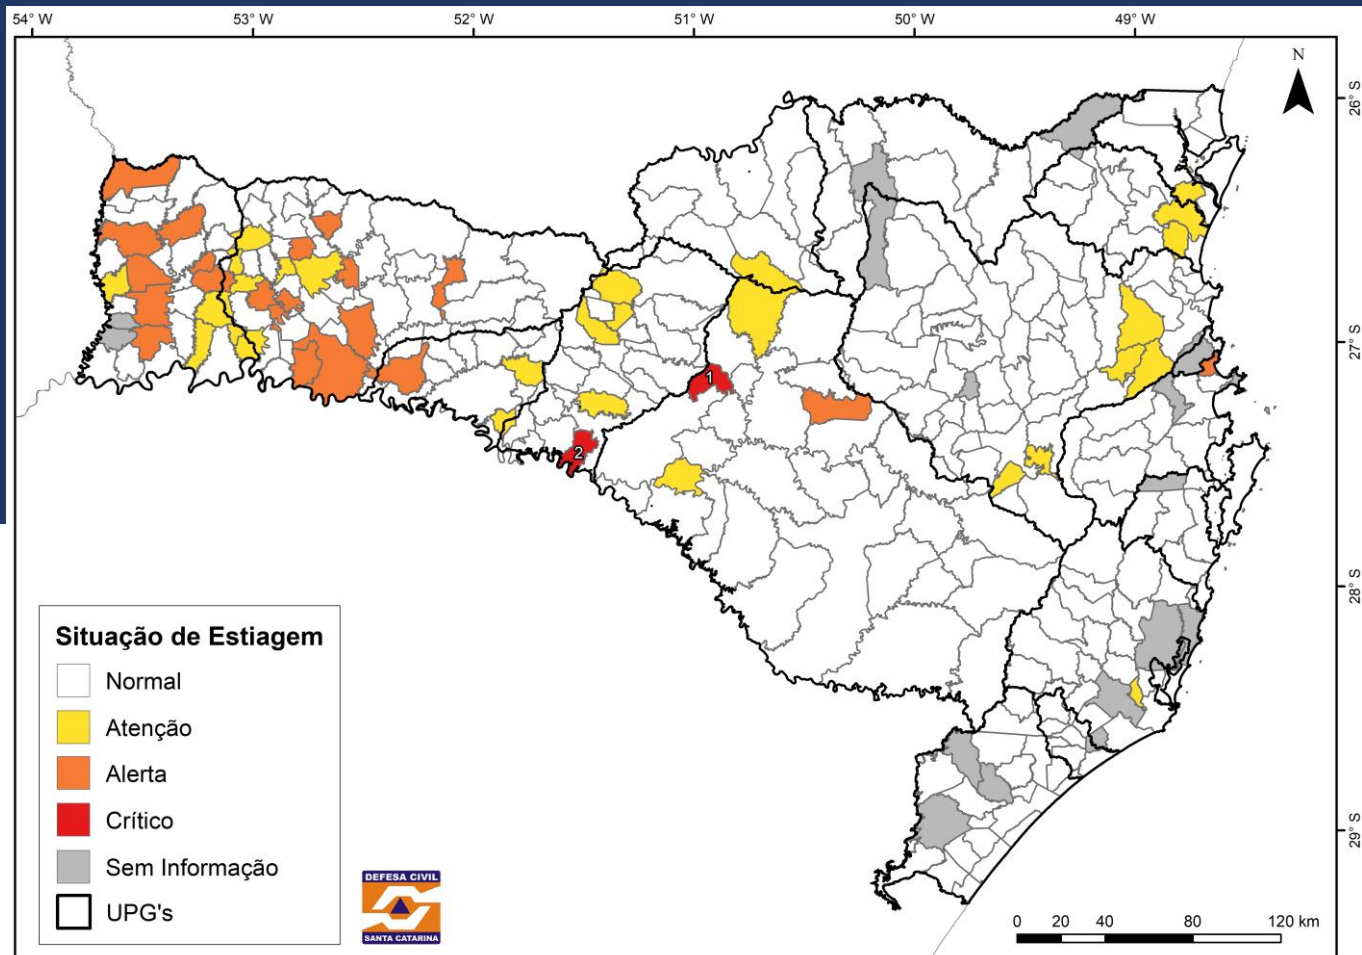 54° W
53° W
52° W
51° W
50° W
49° W
N
26° S
27° S
28° S
29° S
1
2
Situação de Estiagem
Normal
Atenção
Alerta
Crítico
Sem Informação
UPG's
DEFESA CIVIL
SANTA CATARINA
0 20 40 80 120 km